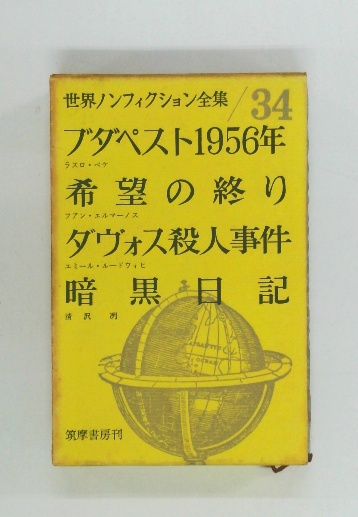 世界ノンフィクション全集/34
ブダペスト1956年
ラスロ・ベケ
希望の終り
フアン・エルマーノス
ダヴォス殺人事件
エミール・ルードウィヒ
暗黒日記
清沢 冽
筑摩書房刊